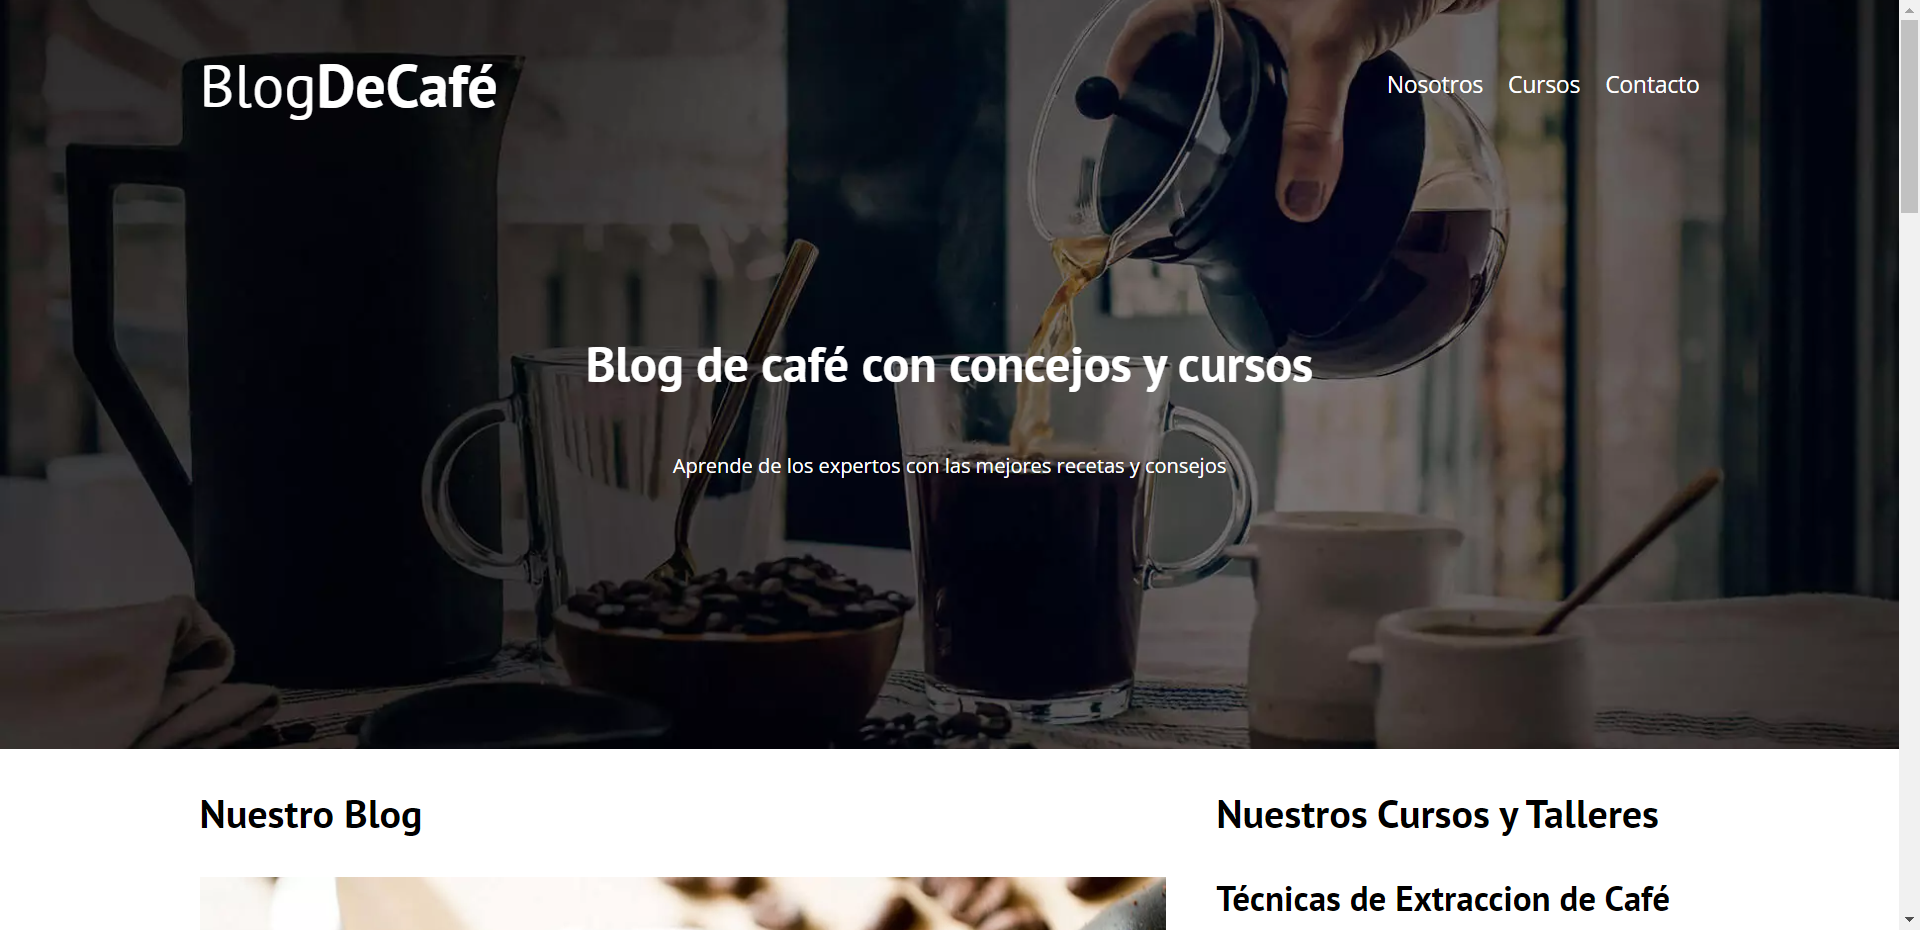 BlogDeCafé
Nosotros Cursos Contacto
Blog de café con concejos y cursos
Aprende de los expertos con las mejores recetas y consejos
Nuestro Blog
Nuestros Cursos y Talleres
Técnicas de Extraccion de Café